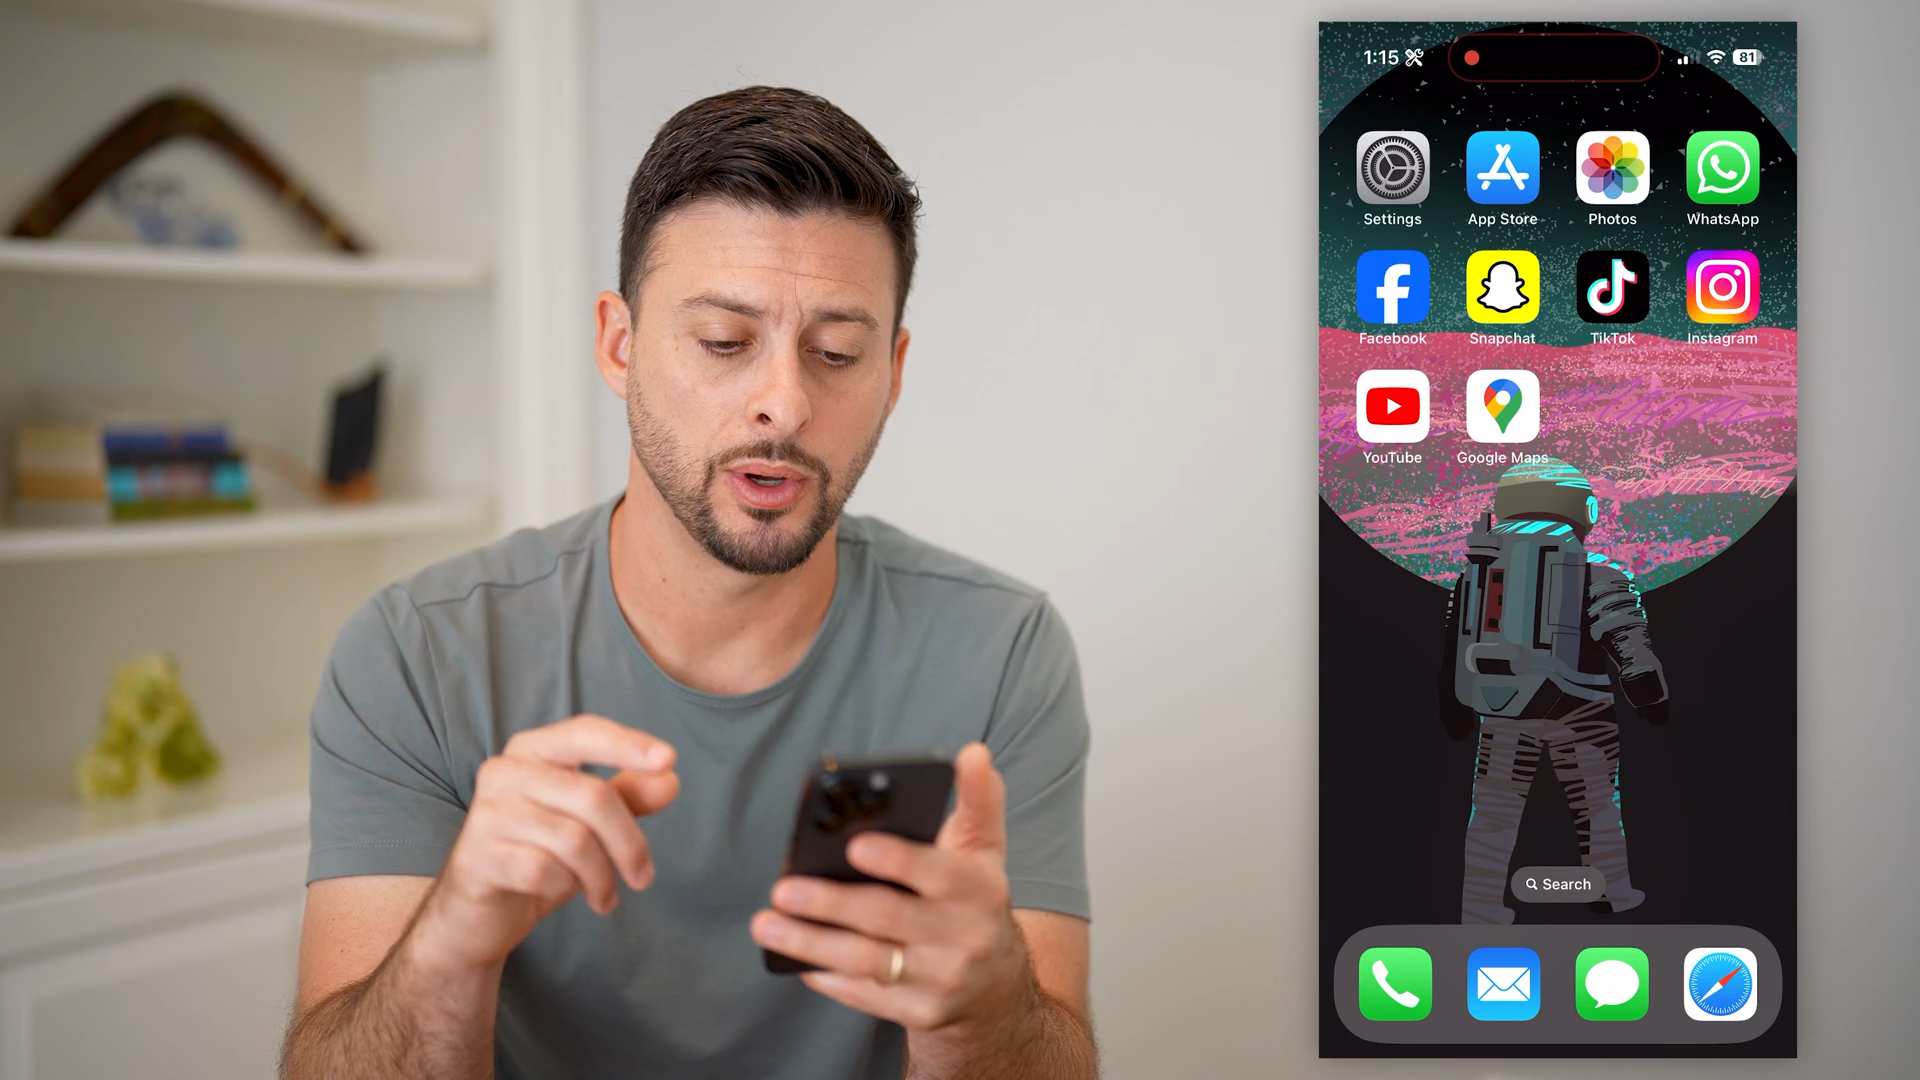 1:15
81
Settings App Store Photos WhatsApp
Facebook Snapchat TikTok Instagram
YouTube Google Maps
Search